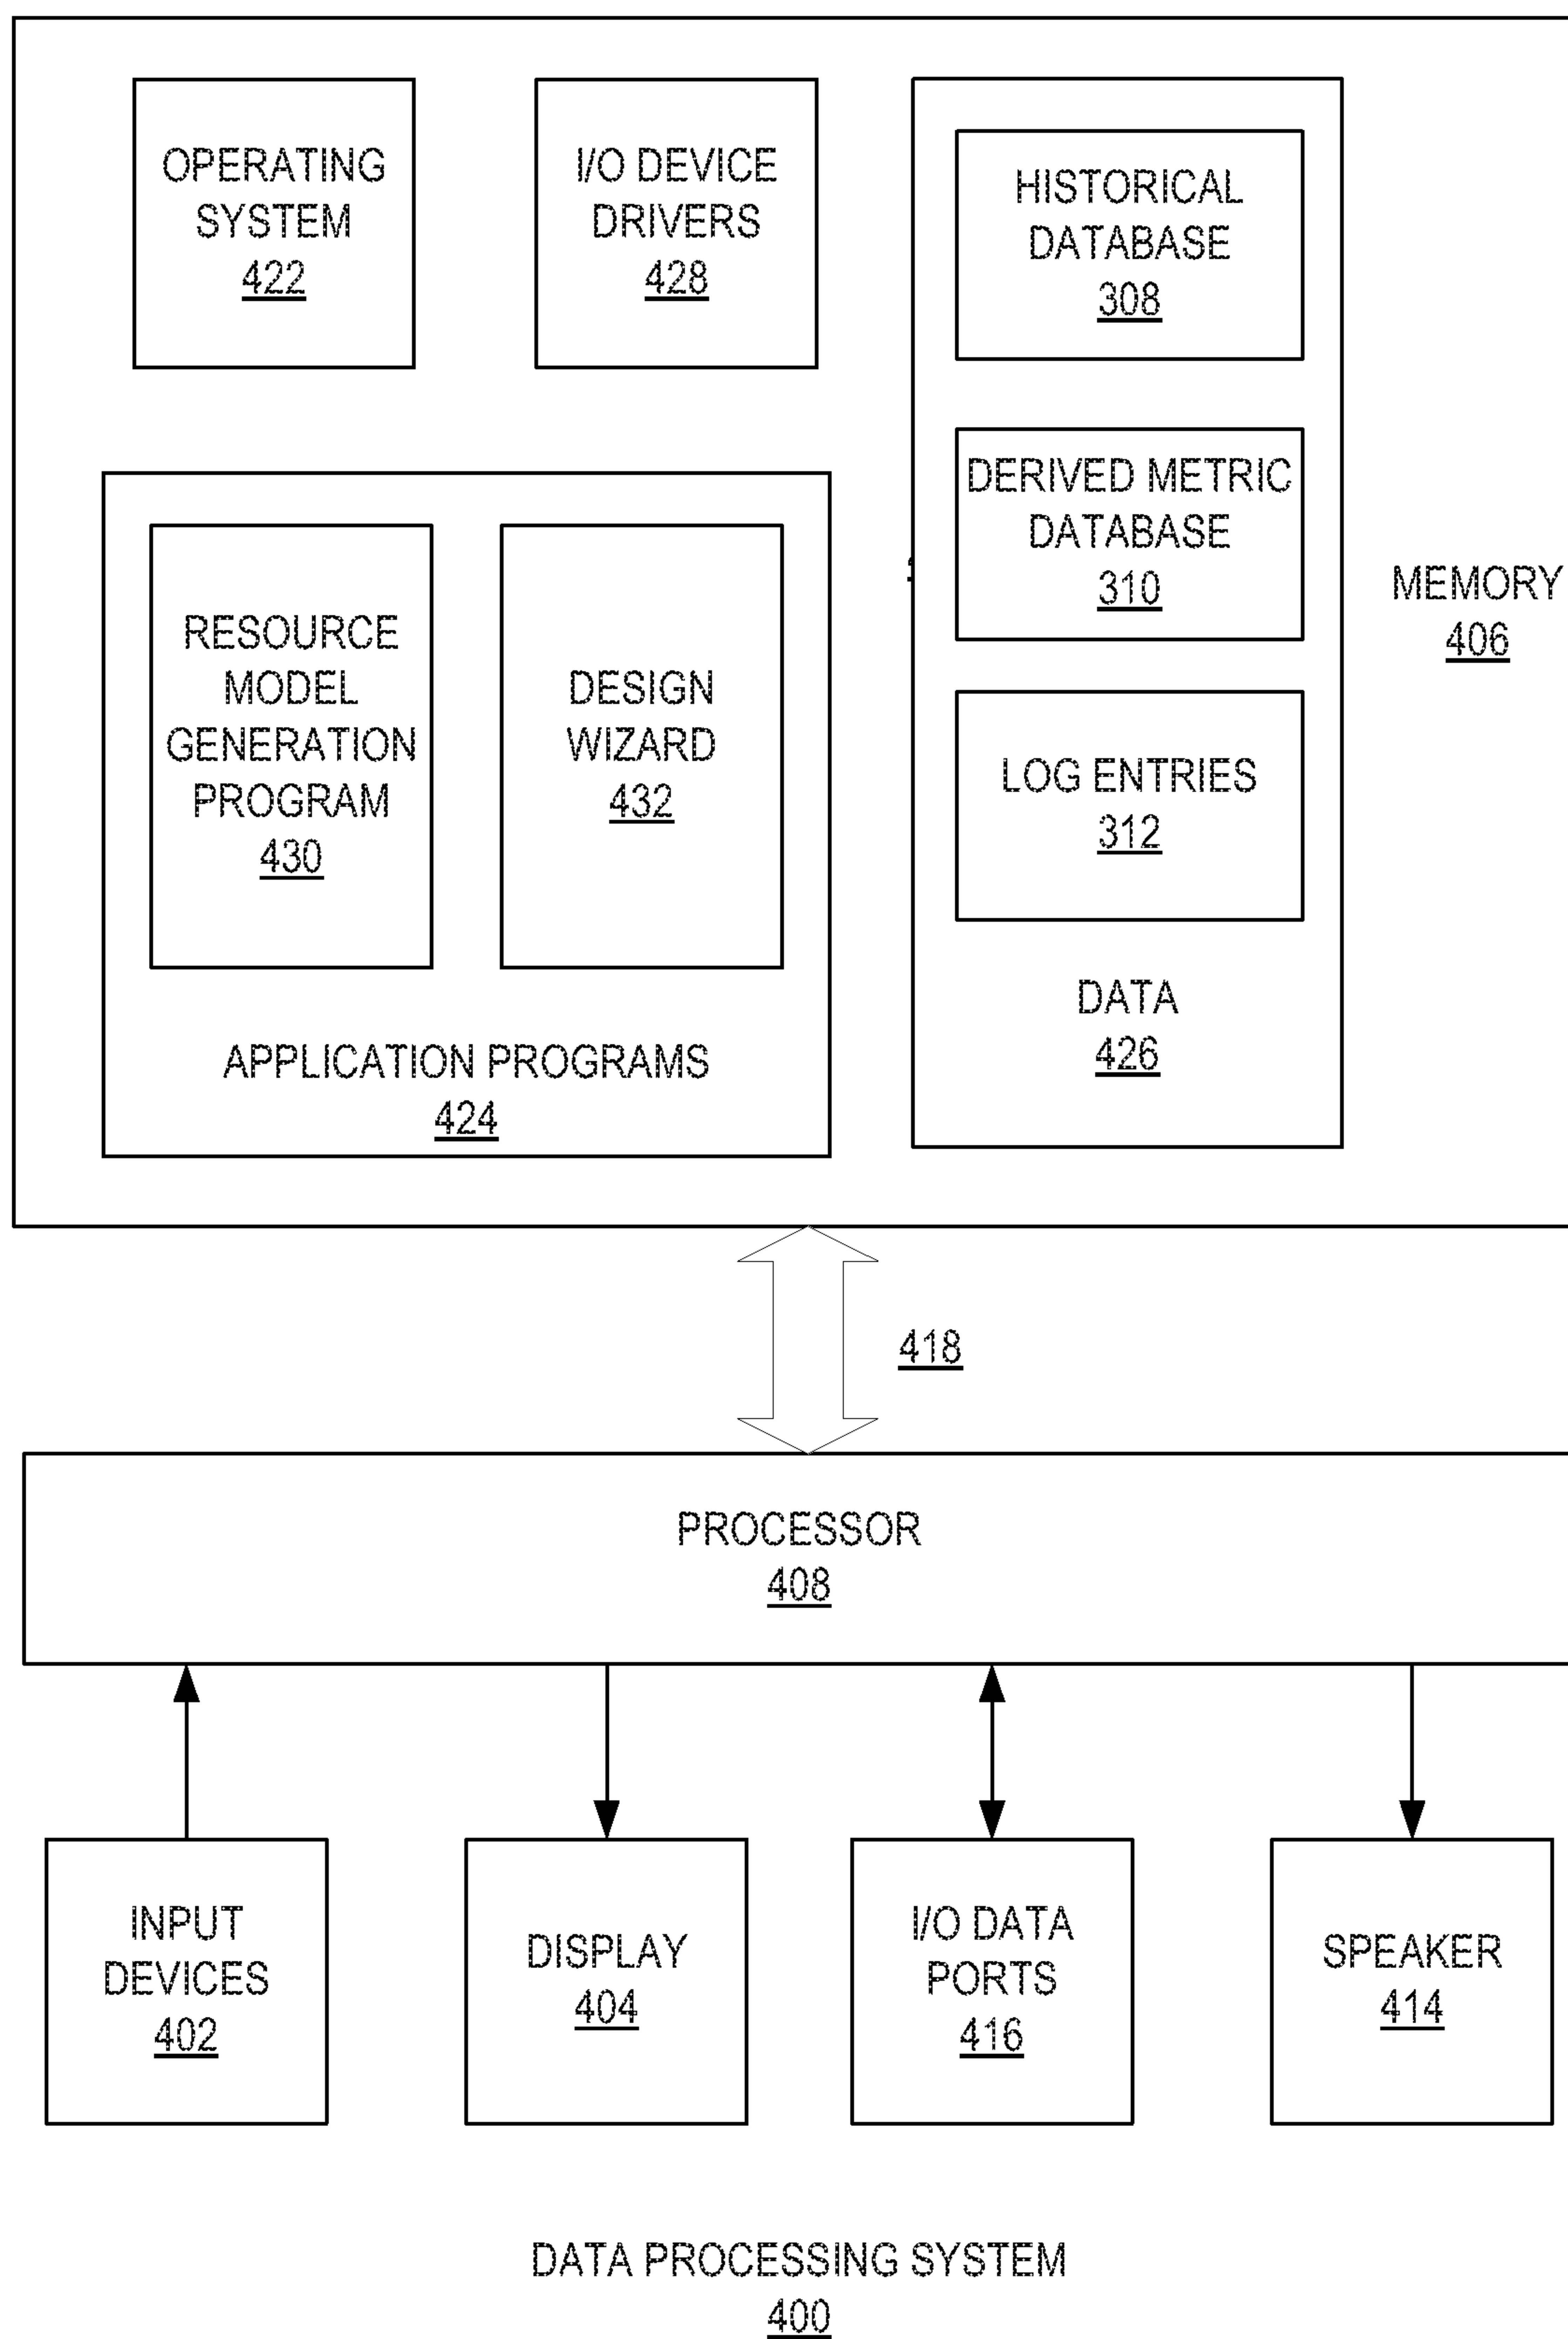 OPERATING
SYSTEM
422
I/O DEVICE
DRIVERS
428
HISTORICAL
DATABASE
308
DERIVED METRIC
DATABASE
310
LOG ENTRIES
312
DATA
426
MEMORY
406
RESOURCE
MODEL
GENERATION
PROGRAM
430
DESIGN
WIZARD
432
APPLICATION PROGRAMS
424
418
PROCESSOR
408
INPUT
DEVICES
402
DISPLAY
404
I/O DATA
PORTS
416
SPEAKER
414
DATA PROCESSING SYSTEM
400